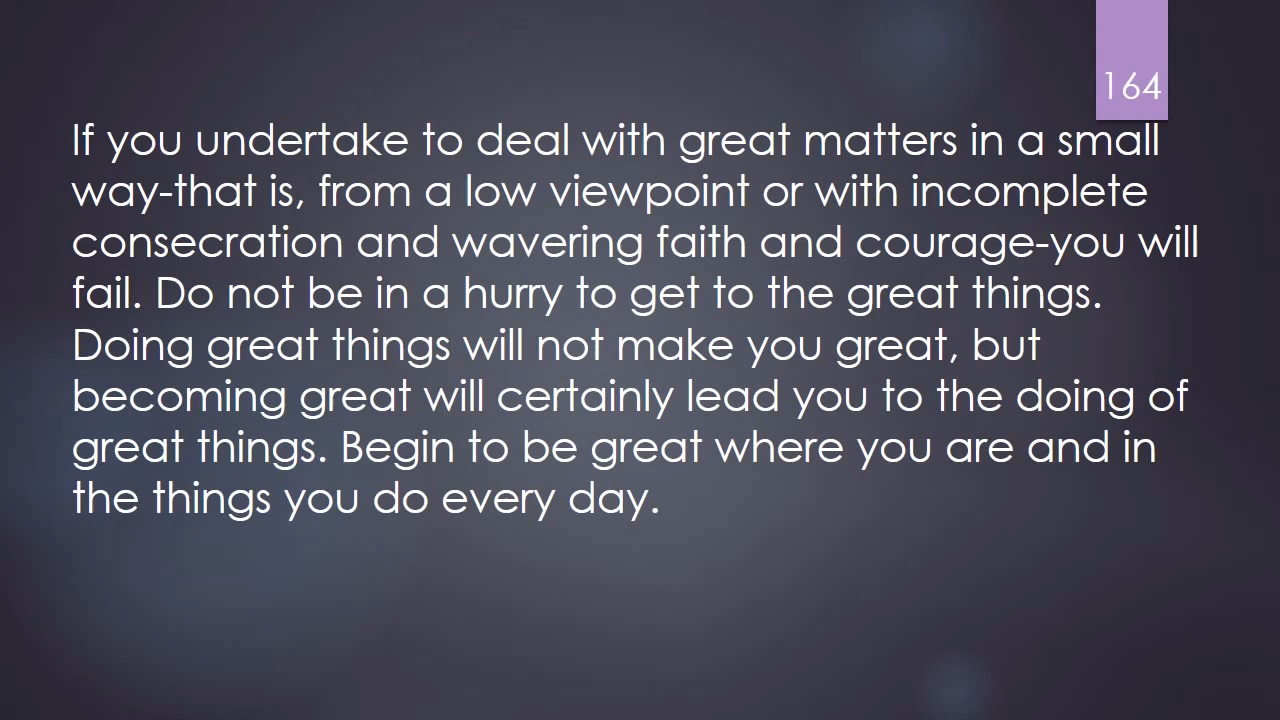 164
If you undertake to deal with great matters in a small
way-that is, from a low viewpoint or with incomplete
consecration and wavering faith and courage-you will
fail. Do not be in a hurry to get to the great things.
Doing great things will not make you great, but
becoming great will certainly lead you to the doing of
great things. Begin to be great where you are and in
the things you do every day.